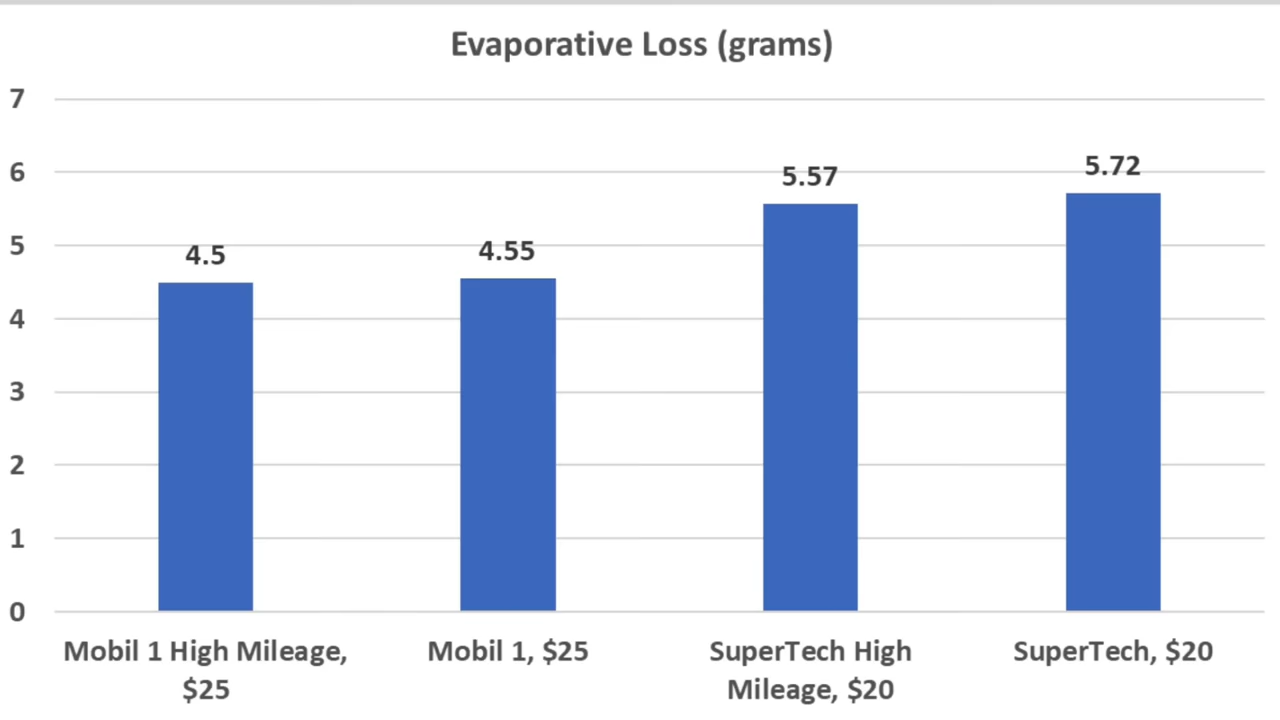 Evaporative Loss (grams)
7
6
5
4
3
2
1
0
4.5
4.55
5.57
5.72
Mobil 1 High Mileage,
$25
Mobil 1, $25
SuperTech High
Mileage, $20
SuperTech, $20